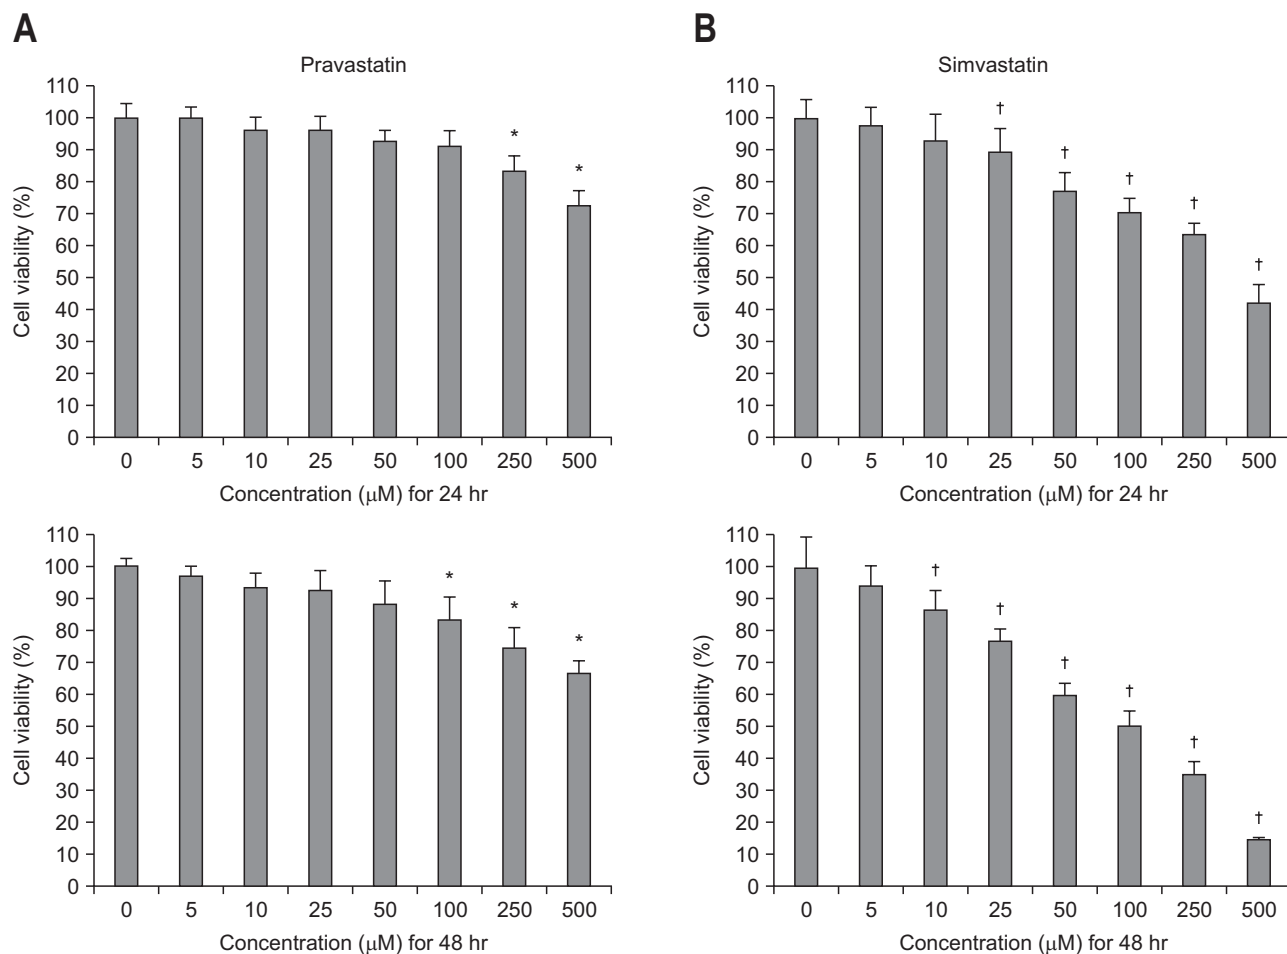 A
Pravastatin
Cell viability (%)
110
100
90
80
70
60
50
40
30
20
10
0
* *
0 5 10 25 50 100 250 500
Concentration (μM) for 24 hr
Cell viability (%)
110
100
90
80
70
60
50
40
30
20
10
0
* * *
0 5 10 25 50 100 250 500
Concentration (μM) for 48 hr
B
Simvastatin
Cell viability (%)
110
100
90
80
70
60
50
40
30
20
10
0
† † † † †
0 5 10 25 50 100 250 500
Concentration (μM) for 24 hr
Cell viability (%)
110
100
90
80
70
60
50
40
30
20
10
0
† † † † † †
0 5 10 25 50 100 250 500
Concentration (μM) for 48 hr